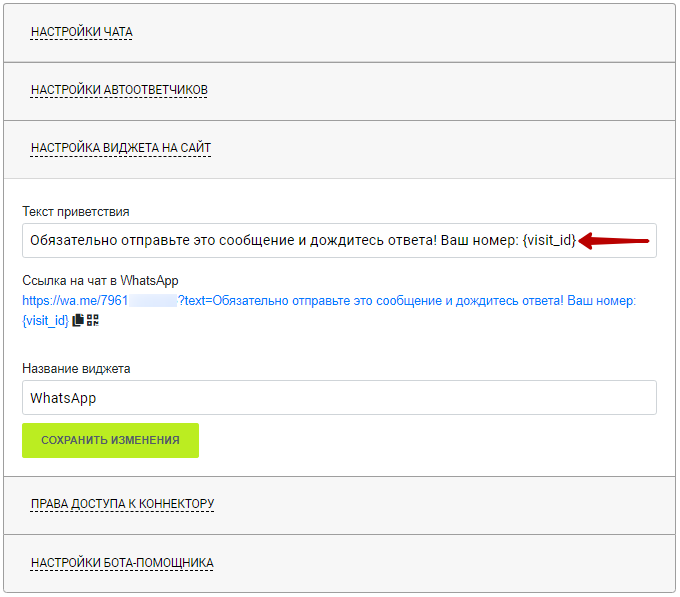 НАСТРОЙКИ ЧАТА
НАСТРОЙКИ АВТООТВЕТЧИКОВ
НАСТРОЙКА ВИДЖЕТА НА САЙТ
Текст приветствия
Обязательно отправьте это сообщение и дождитесь ответа! Ваш номер: {visit_id}
Ссылка на чат в WhatsApp
https://wa.me/7961 ?text=Обязательно отправьте это сообщение и дождитесь ответа! Ваш номер:
{visit_id}
Название виджета
WhatsApp
СОХРАНИТЬ ИЗМЕНЕНИЯ
ПРАВА ДОСТУПА К КОННЕКТОРУ
НАСТРОЙКИ БОТА-ПОМОЩНИКА